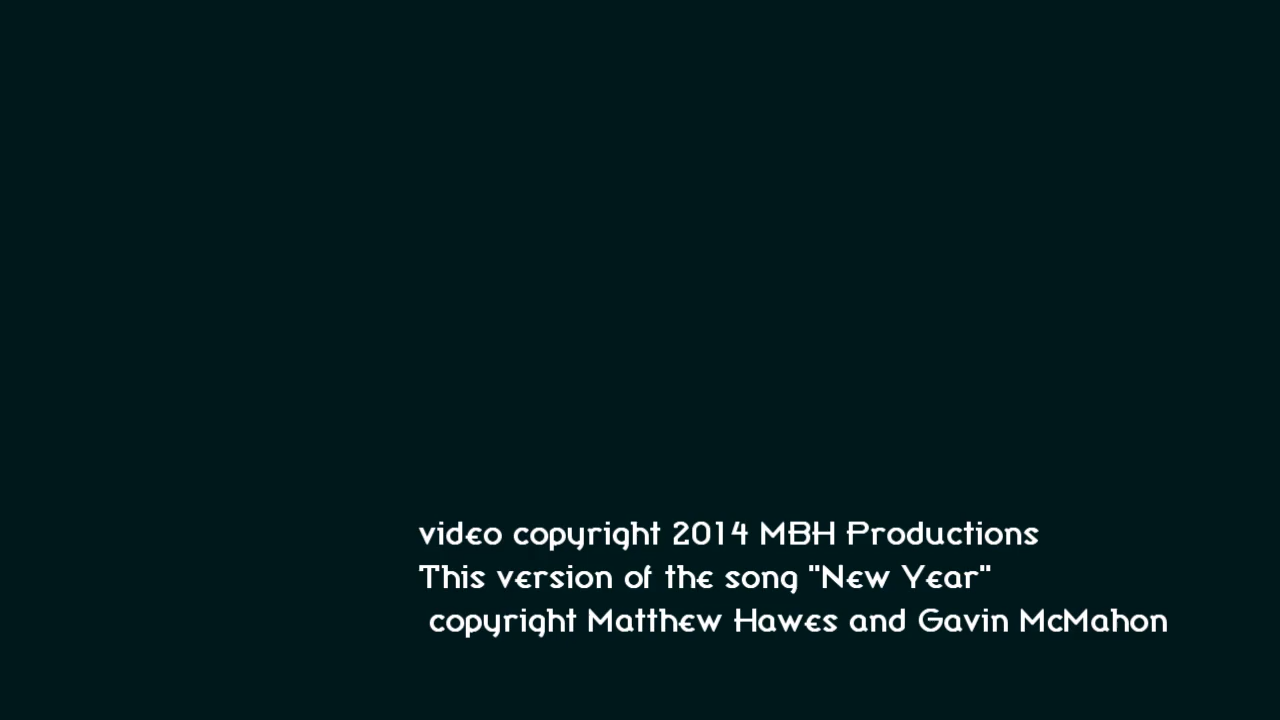 video copyright 2014 MBH Productions
This version of the song "New Year"
copyright Matthew Hawes and Gavin McMahon